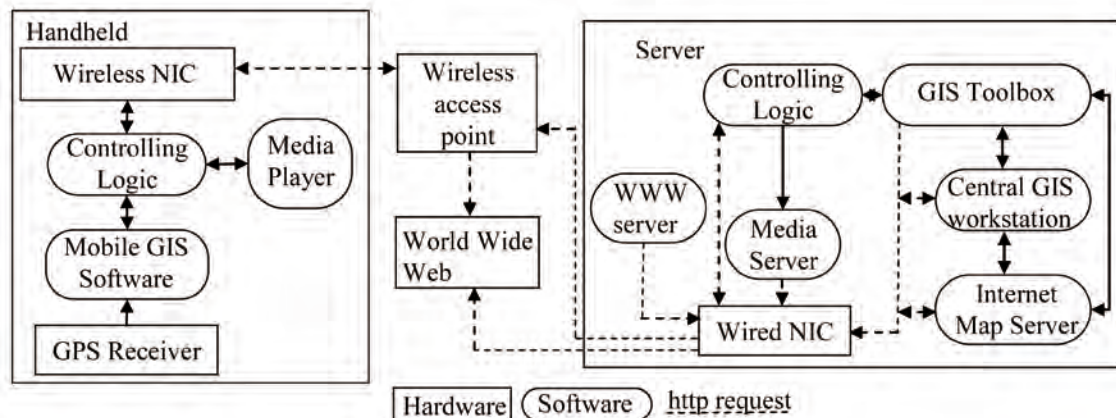 Handheld
Wireless NIC
Controlling
Logic
Media
Player
Mobile GIS
Software
GPS Receiver
Wireless
access
point
World Wide
Web
Server
Controlling
Logic
GIS Toolbox
WWW
server
Media
Server
Central GIS
workstation
Internet
Map Server
Wired NIC
Hardware
Software
http request